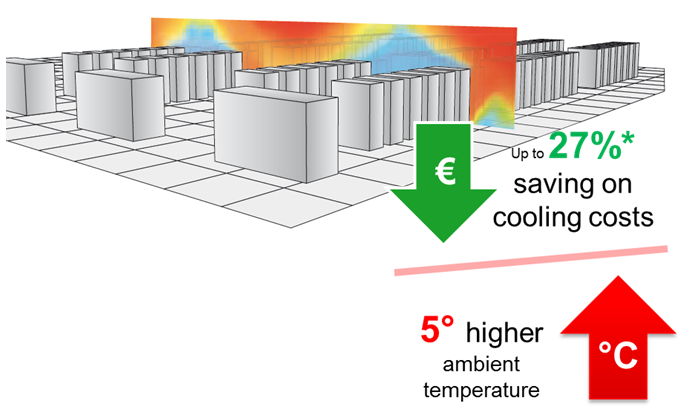 €
Up to 27%*
saving on
cooling costs
5° higher
ambient
temperature
°C